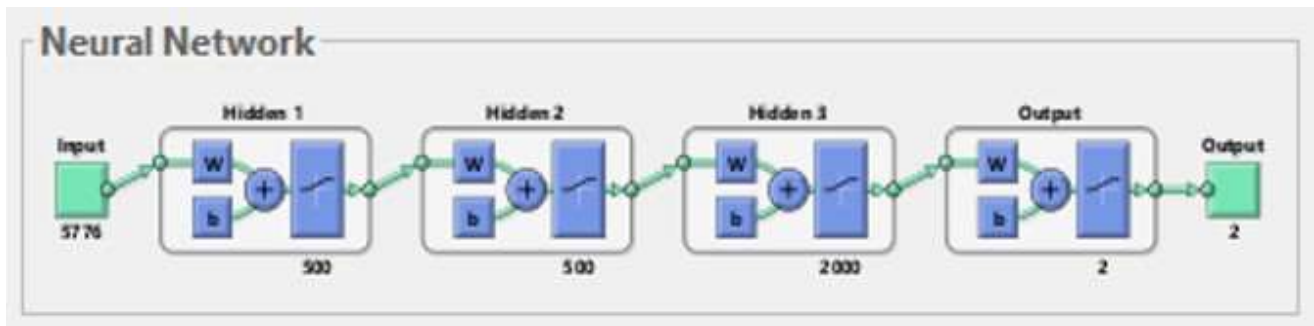 Neural Network
Hidden 1 Hidden 2 Hidden 3 Output
Input Output
W W W W
+ + + +
b b b b
5776 2
500 500 2000 2